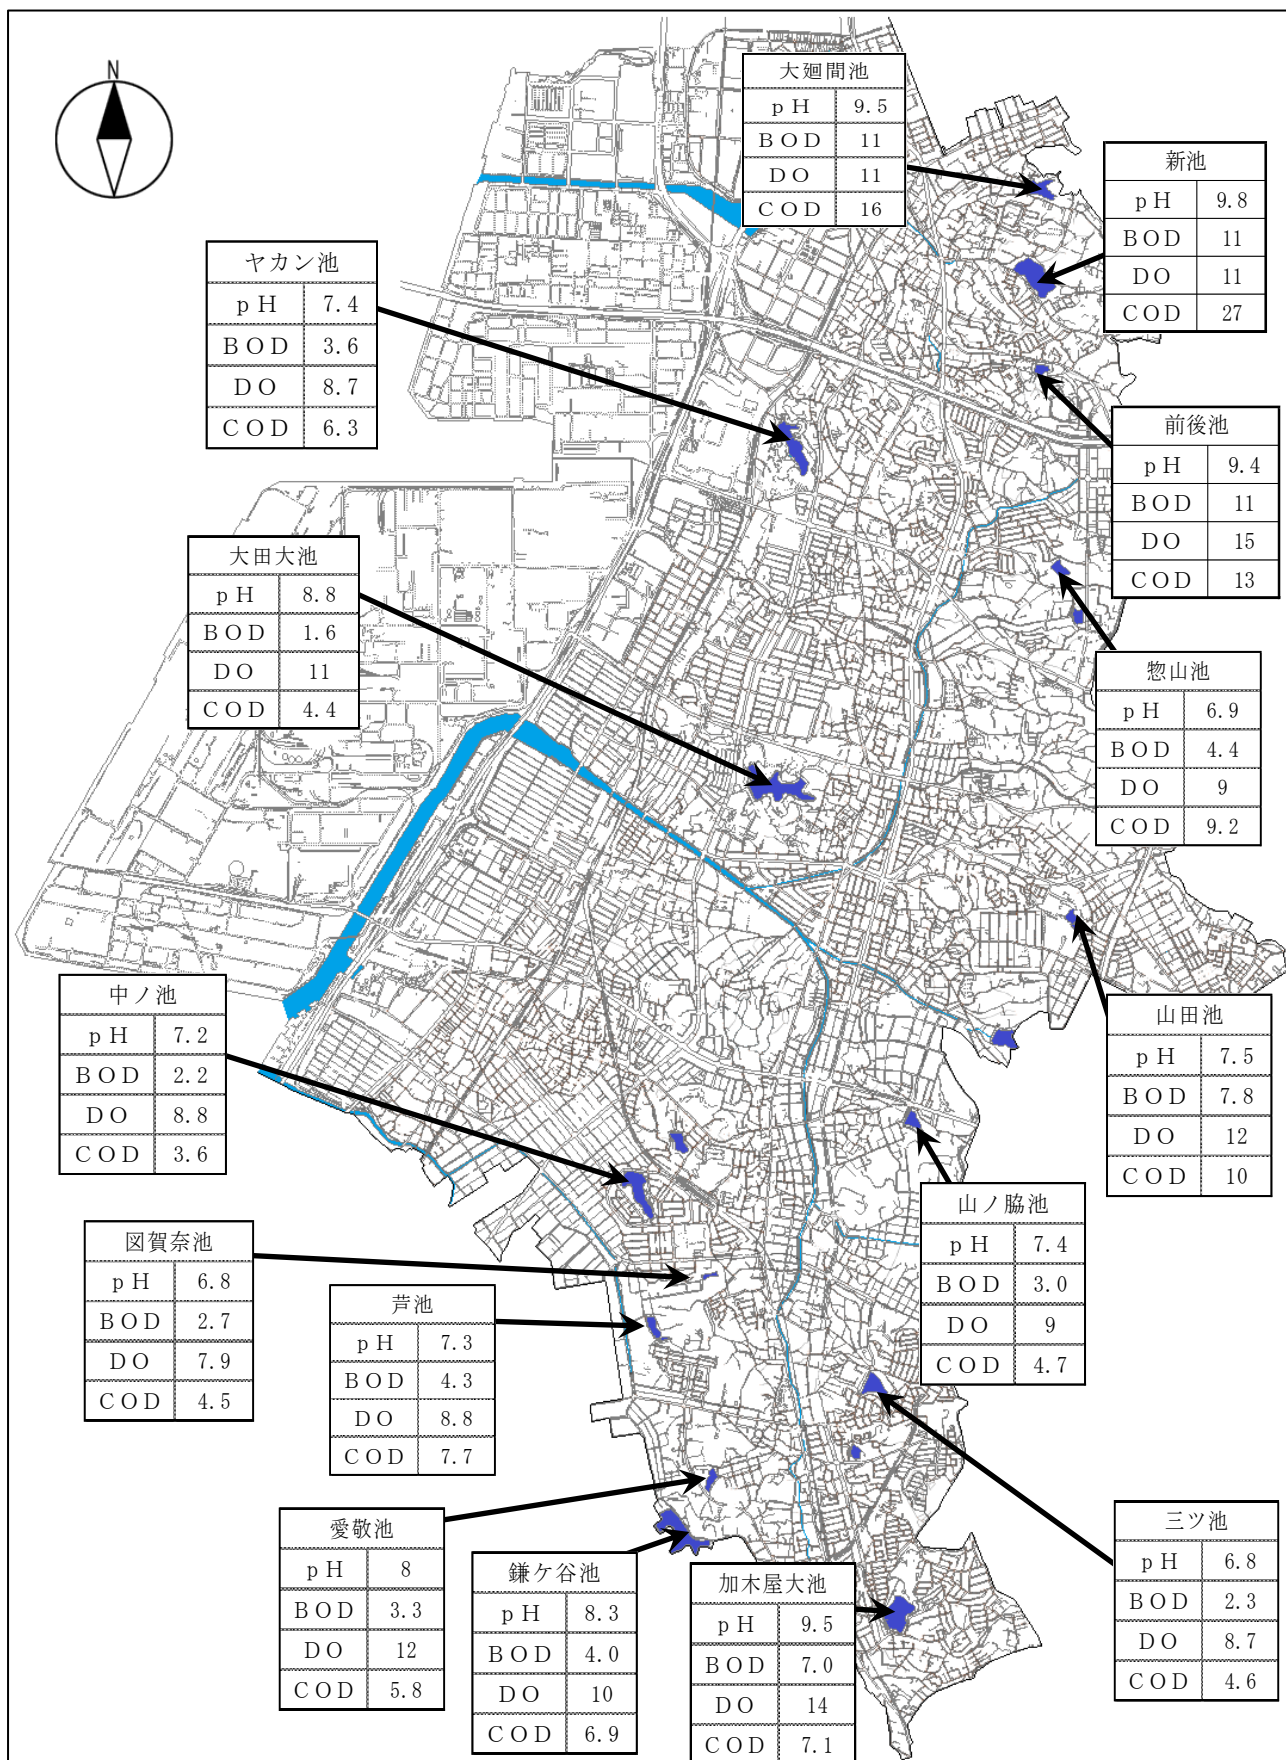 N
大廻間池
pH 9.5
BOD 11
DO 11
COD 16
新池
pH 9.8
BOD 11
DO 11
COD 27
ヤカン池
pH 7.4
BOD 3.6
DO 8.7
COD 6.3
前後池
pH 9.4
BOD 11
DO 15
COD 13
大田大池
pH 8.8
BOD 1.6
DO 11
COD 4.4
惣山池
pH 6.9
BOD 4.4
DO 9
COD 9.2
中ノ池
pH 7.2
BOD 2.2
DO 8.8
COD 3.6
山田池
pH 7.5
BOD 7.8
DO 12
COD 10
山ノ脇池
pH 7.4
BOD 3.0
DO 9
COD 4.7
図賀奈池
pH 6.8
BOD 2.7
DO 7.9
COD 4.5
芦池
pH 7.3
BOD 4.3
DO 8.8
COD 7.7
愛敬池
pH 8
BOD 3.3
DO 12
COD 5.8
鎌ケ谷池
pH 8.3
BOD 4.0
DO 10
COD 6.9
加木屋大池
pH 9.5
BOD 7.0
DO 14
COD 7.1
三ツ池
pH 6.8
BOD 2.3
DO 8.7
COD 4.6